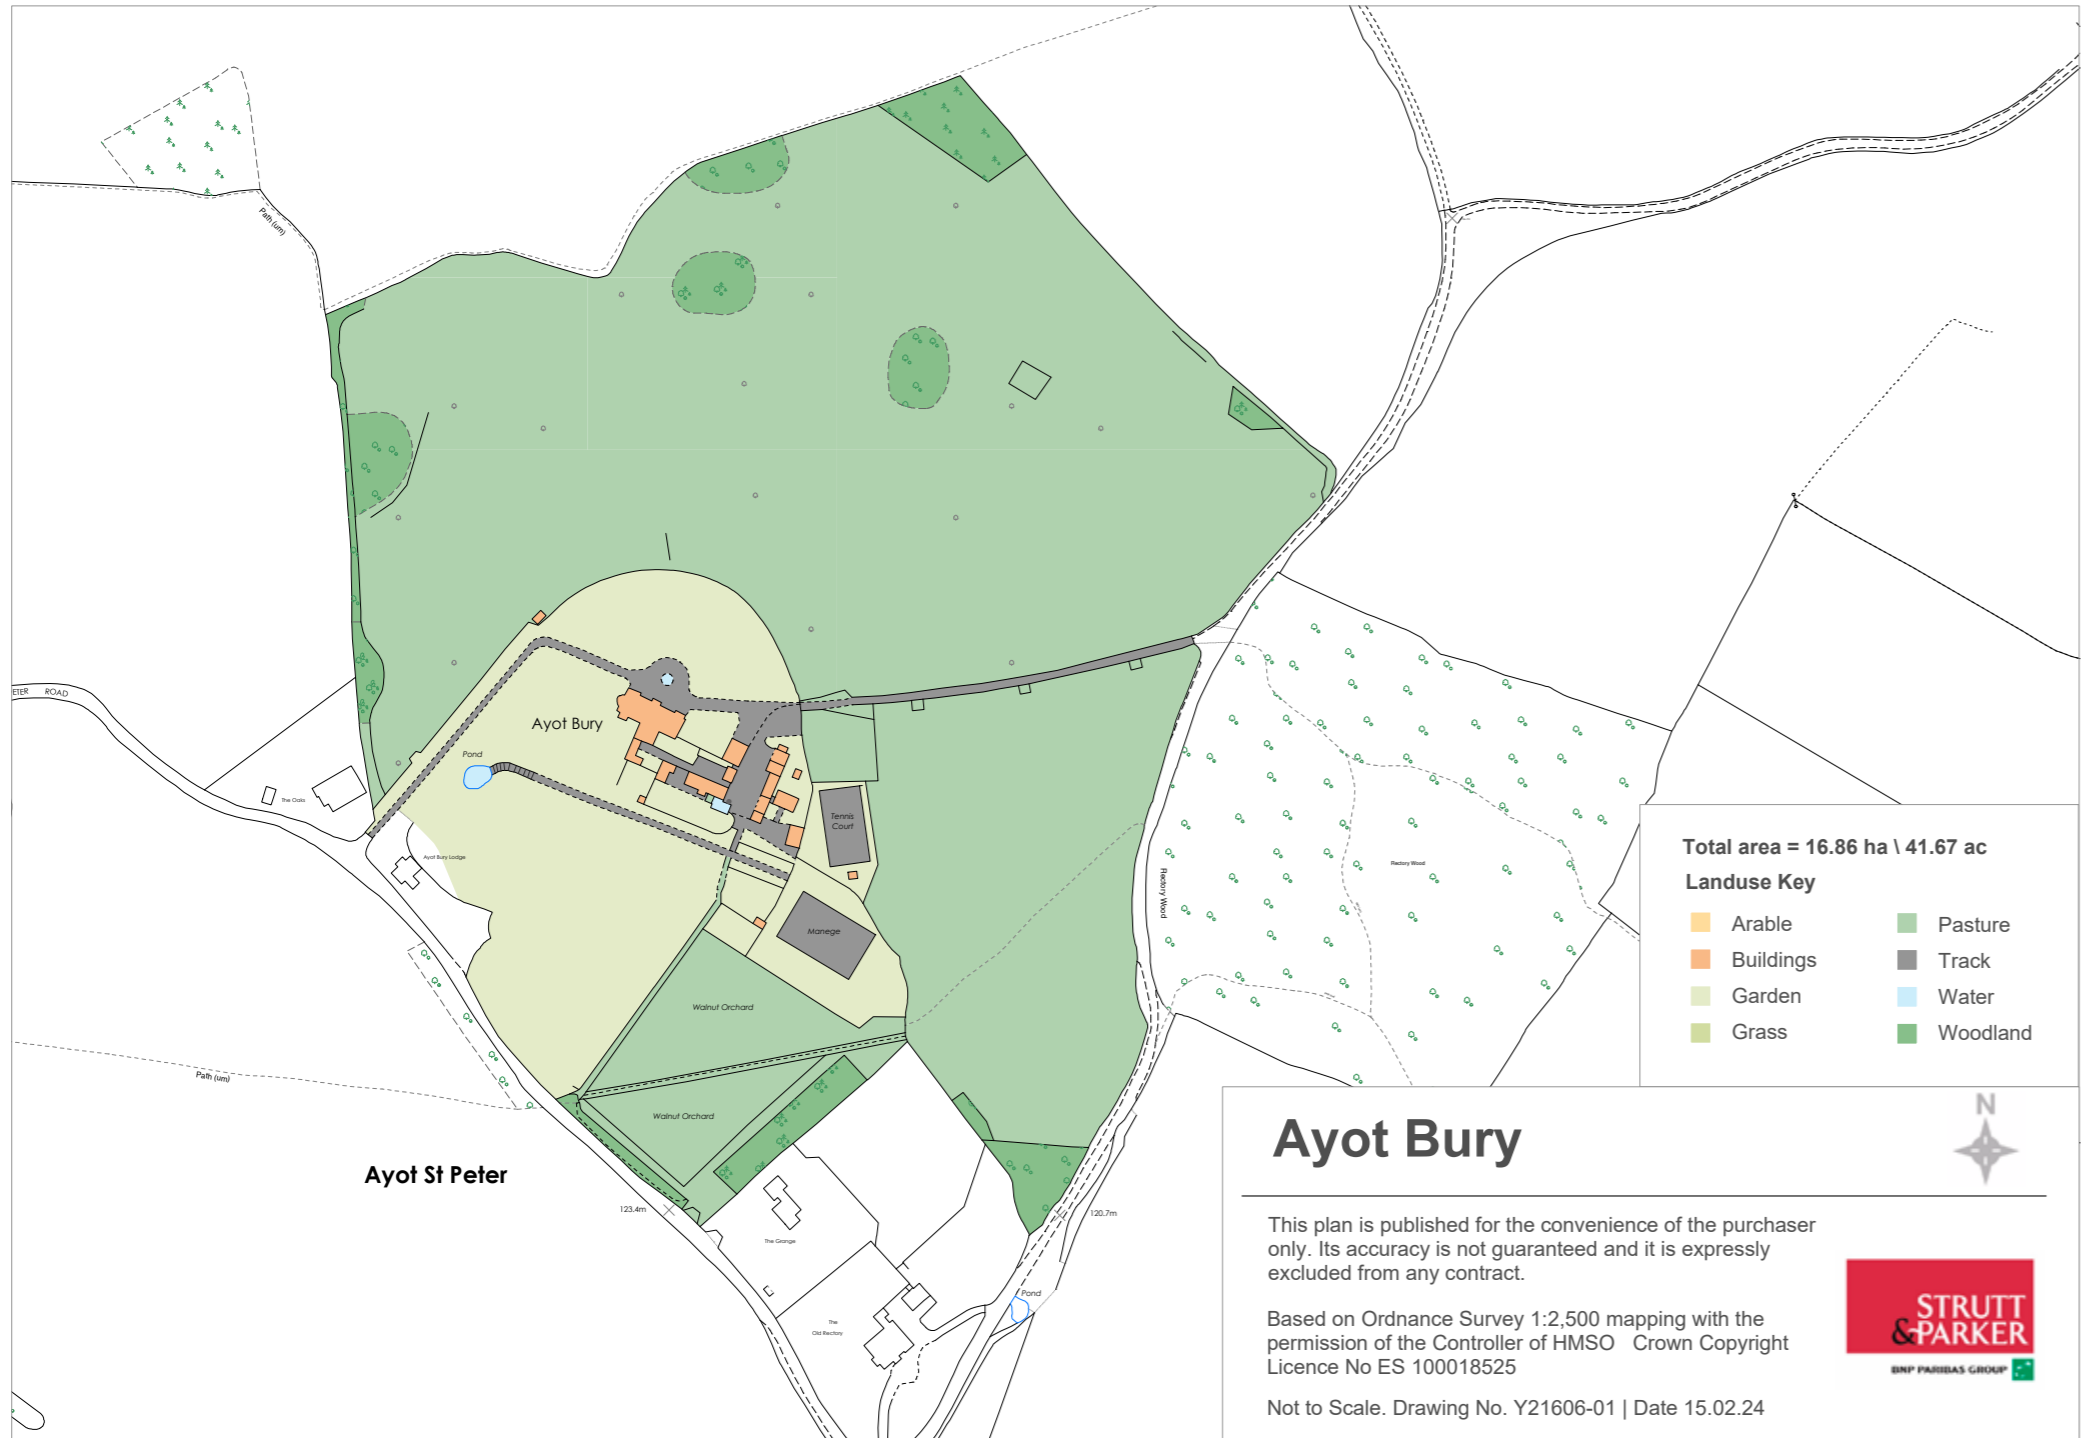 Path (um)
ETER ROAD
Ayot Bury
Pond
The Oaks
Ayot Bury Lodge
Tennis
Court
Manege
Rectory Wood
Rectory Wood
Walnut Orchard
Walnut Orchard
Path (um)
Ayot St Peter
123.4m
120.7m
The Grange
Pond
The
Old Rectory
Total area = 16.86 ha \ 41.67 ac
Landuse Key
Arable
Buildings
Garden
Grass
Pasture
Track
Water
Woodland
Ayot Bury
N
This plan is published for the convenience of the purchaser
only. Its accuracy is not guaranteed and it is expressly
excluded from any contract.
Based on Ordnance Survey 1:2,500 mapping with the
permission of the Controller of HMSO Crown Copyright
Licence No ES 100018525
Not to Scale. Drawing No. Y21606-01 | Date 15.02.24
STRUTT
&PARKER
BNP PARIBAS GROUP